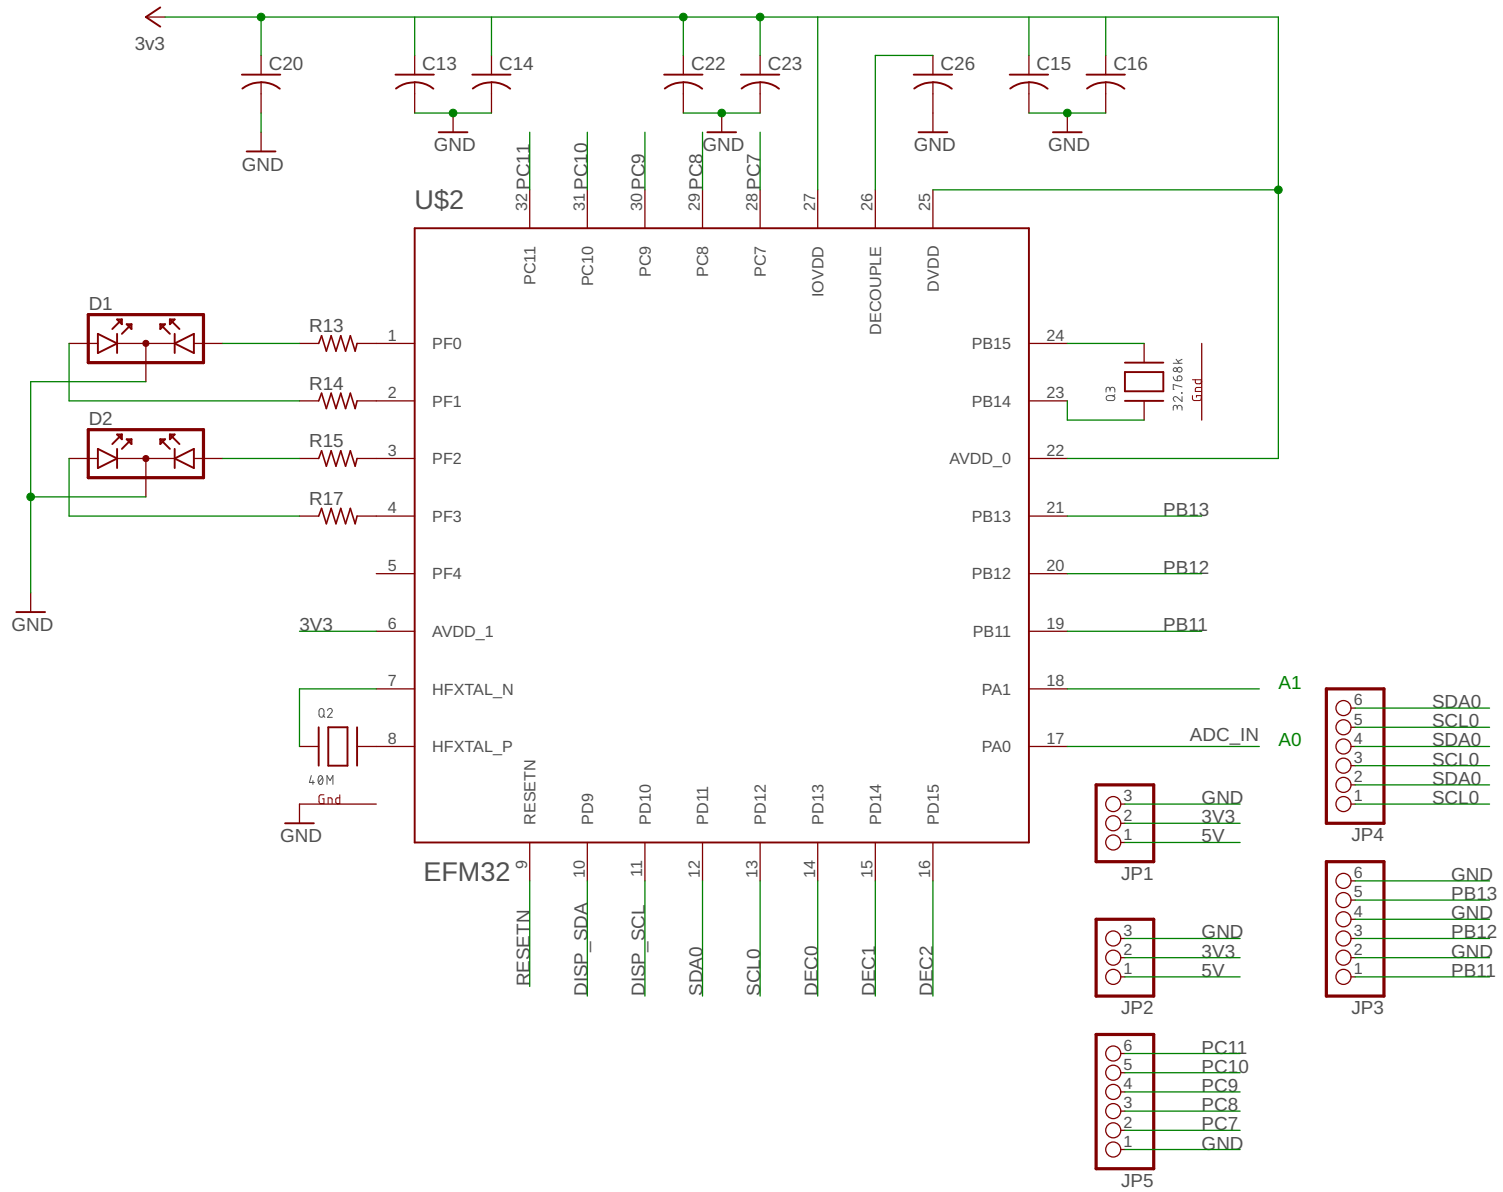 3v3
C20
C13
C14
C22
C23
C26
C15
C16
GND
GND
GND
GND
GND
PC11
PC10
PC9
PC8
PC7
U$2
32
31
30
29
28
27
26
25
PC11
PC10
PC9
PC8
PC7
IOVDD
DECOUPLE
DVDD
D1
R13
1
PF0
R14
2
PF1
D2
R15
3
PF2
R17
4
PF3
5
PF4
GND
3V3
6
AVDD_1
7
HFXTAL_N
Q2
8
HFXTAL_P
40M
Gnd
GND
PB15
24
PB14
23
Q3
32.768k
Gnd
AVDD_0
22
PB13
21
PB13
PB12
20
PB12
PB11
19
PB11
PA1
18
A1
PA0
17
ADC_IN
A0
RESETN
PD9
PD10
PD11
PD12
PD13
PD14
PD15
EFM32
9
10
11
12
13
14
15
16
RESETN
DISP_SDA
DISP_SCL
SDA0
SCL0
DEC0
DEC1
DEC2
6 SDA0
5 SCL0
4 SDA0
3 SCL0
2 SDA0
1 SCL0
JP4
3 GND
2 3V3
1 5V
JP1
6 GND
5 PB13
4 GND
3 PB12
2 GND
1 PB11
JP3
3 GND
2 3V3
1 5V
JP2
6 PC11
5 PC10
4 PC9
3 PC8
2 PC7
1 GND
JP5